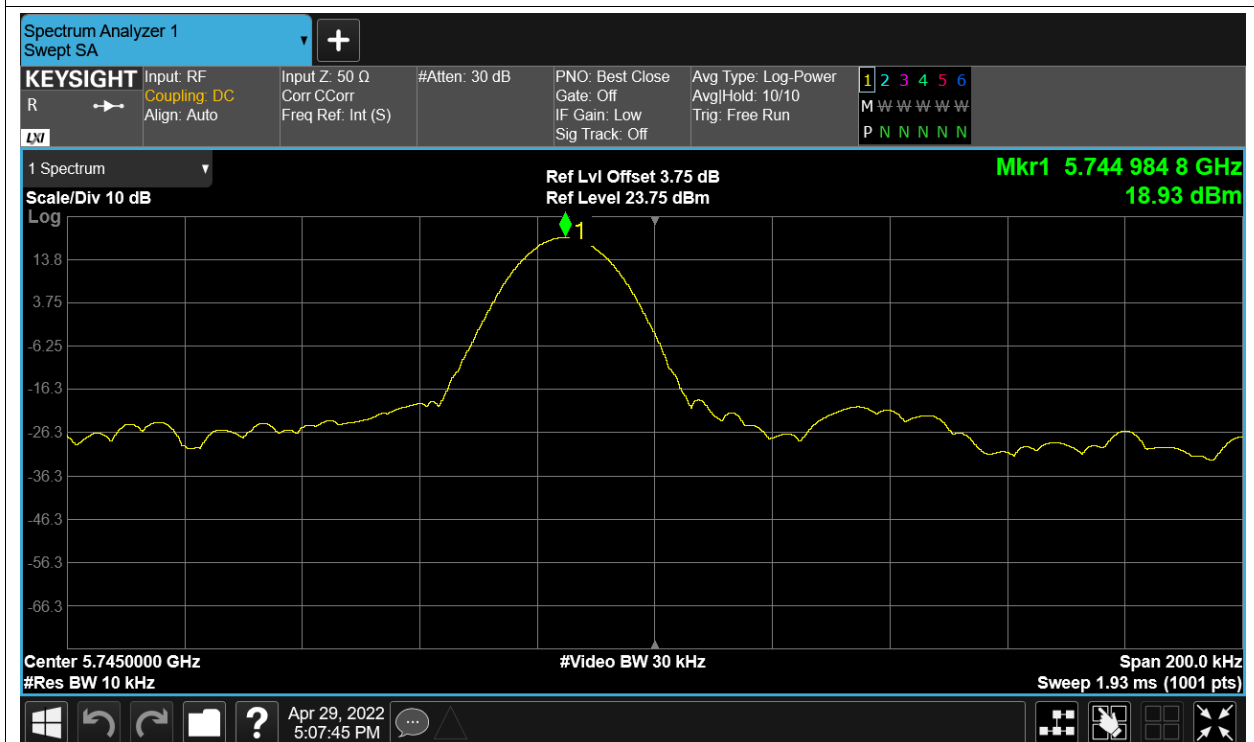 Spectrum Analyzer 1
Swept SA
+
KEYSIGHT
R
LXI
Input: RF
Coupling: DC
Align: Auto
Input Z: 50 Ω
Corr CCorr
Freq Ref: Int (S)
#Atten: 30 dB
PNO: Best Close
Gate: Off
IF Gain: Low
Sig Track: Off
Avg Type: Log-Power
Avg|Hold: 10/10
Trig: Free Run
1 2 3 4 5 6
M W W W W W
P N N N N N N
1 Spectrum
Scale/Div 10 dB
Log
Ref Lvl Offset 3.75 dB
Ref Level 23.75 dBm
Mkr1 5.744 984 8 GHz
18.93 dBm
1
13.8
3.75
-6.25
-16.3
-26.3
-36.3
-46.3
-56.3
-66.3
Center 5.7450000 GHz
#Res BW 10 kHz
#Video BW 30 kHz
Span 200.0 kHz
Sweep 1.93 ms (1001 pts)
?
Apr 29, 2022
5:07:45 PM